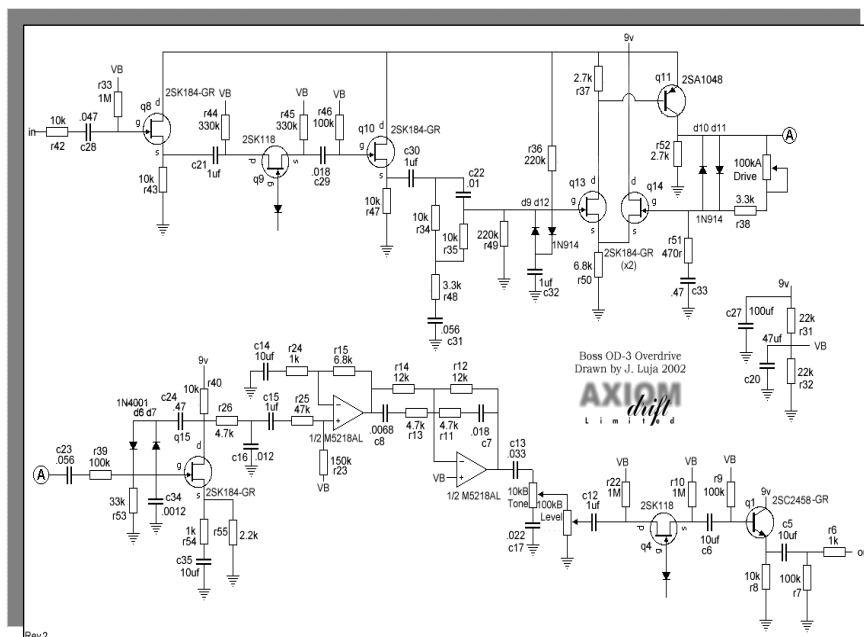 9v
q11
2SA1048
VB
r33
1M
q8
d
2SK184-GR
VB
r44
330k
VB
r45
330k
VB
r46
100k
q10
d
2SK184-GR
2.7k
r37
in
10k
r42
.047
c28
g
s
10k
r43
c21
1uf
2SK118
d
s
g
q9
.018
c29
g
s
10k
r47
c30
1uf
c22
.01
r36
220k
r52
2.7k
d10 d11
A
100kA
Drive
1N914
3.3k
r38
10k
r34
10k
r35
220k
r49
d9 d12
1N914
q13
d
g
s
d
q14
g
s
2SK184-GR
(x2)
6.8k
r50
r51
470r
.47
c33
1uf
c32
3.3k
r48
.056
c31
9v
c27
100uf
22k
r31
47uf
VB
c20
22k
r32
Boss OD-3 Overdrive
Drawn by J. Luja 2002
AXIOM
drift
Limited
9v
c14
10uf
r24
1k
r15
6.8k
r14
12k
r12
12k
10k
r40
1N4001
d6 d7
c24
.47
q15
d
r26
4.7k
c15
1uf
r25
47k
c16
.012
1/2 M5218AL
150k
r23
VB
.0068
c8
4.7k
r13
4.7k
r11
.018
c7
VB
1/2 M5218AL
c13
.033
A
c23
.056
r39
100k
g
s
2SK184-GR
33k
r53
c34
.0012
1k
r54
r55
2.2k
c35
10uf
10kB
Tone
100kB
Level
.022
c17
c12
1uf
VB
r22
1M
2SK118
d
s
g
q4
VB
r10
1M
VB
r9
100k
10uf
c6
q1
9v
2SC2458-GR
c5
10uf
r6
1k
10k
r8
100k
r7
Rev.2